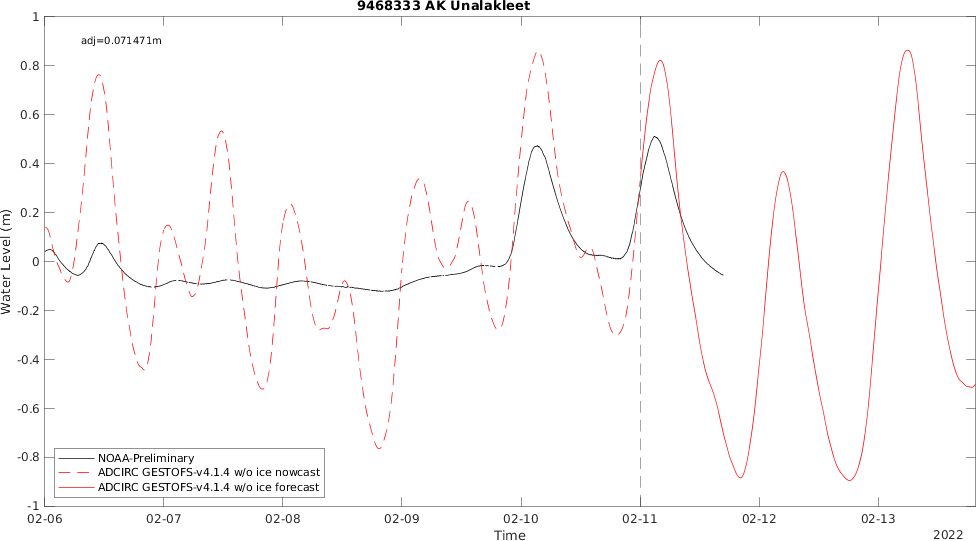 9468333 AK Unalakleet
adj=0.071471m
Water Level (m)
1
0.8
0.6
0.4
0.2
0
-0.2
-0.4
-0.6
-0.8
-1
NOAA-Preliminary
ADCIRC GESTOFS-v4.1.4 w/o ice nowcast
ADCIRC GESTOFS-v4.1.4 w/o ice forecast
02-06 02-07 02-08 02-09 02-10 02-11 02-12 02-13
Time
2022